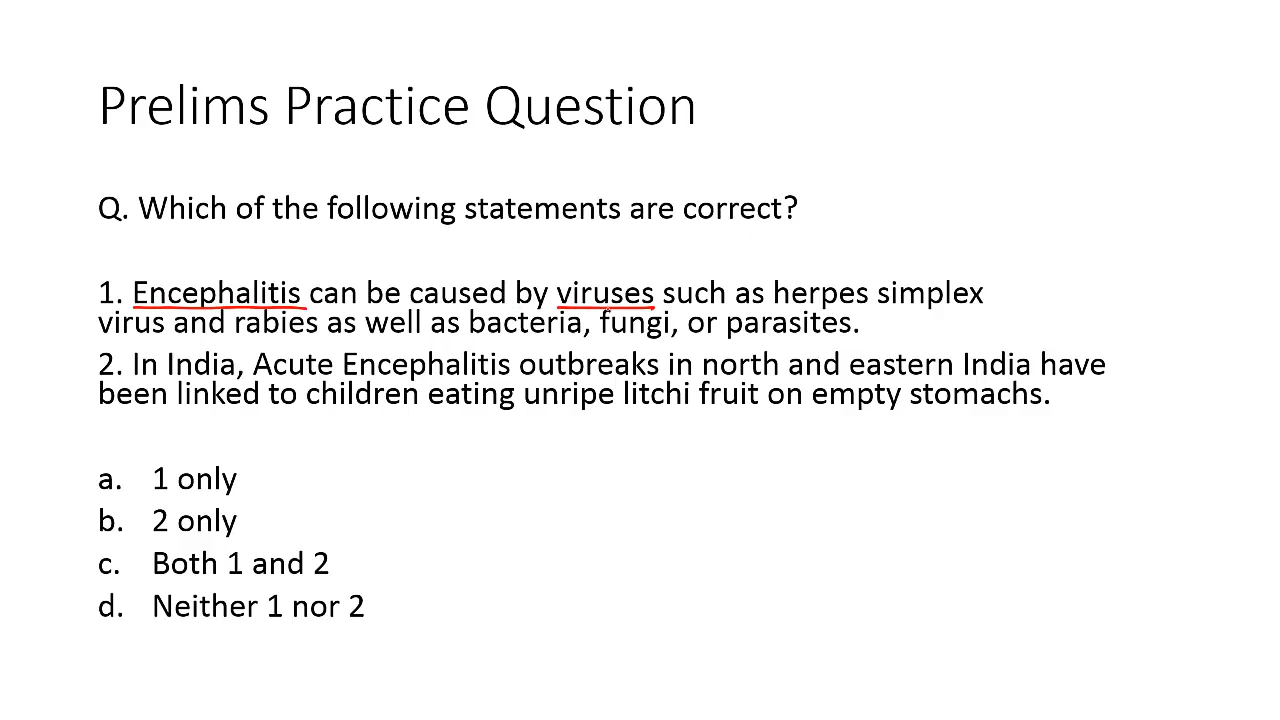 Prelims Practice Question
Q. Which of the following statements are correct?
1. Encephalitis can be caused by viruses such as herpes simplex
virus and rabies as well as bacteria, fungi, or parasites.
2. In India, Acute Encephalitis outbreaks in north and eastern India have
been linked to children eating unripe litchi fruit on empty stomachs.
a. 1 only
b. 2 only
c. Both 1 and 2
d. Neither 1 nor 2